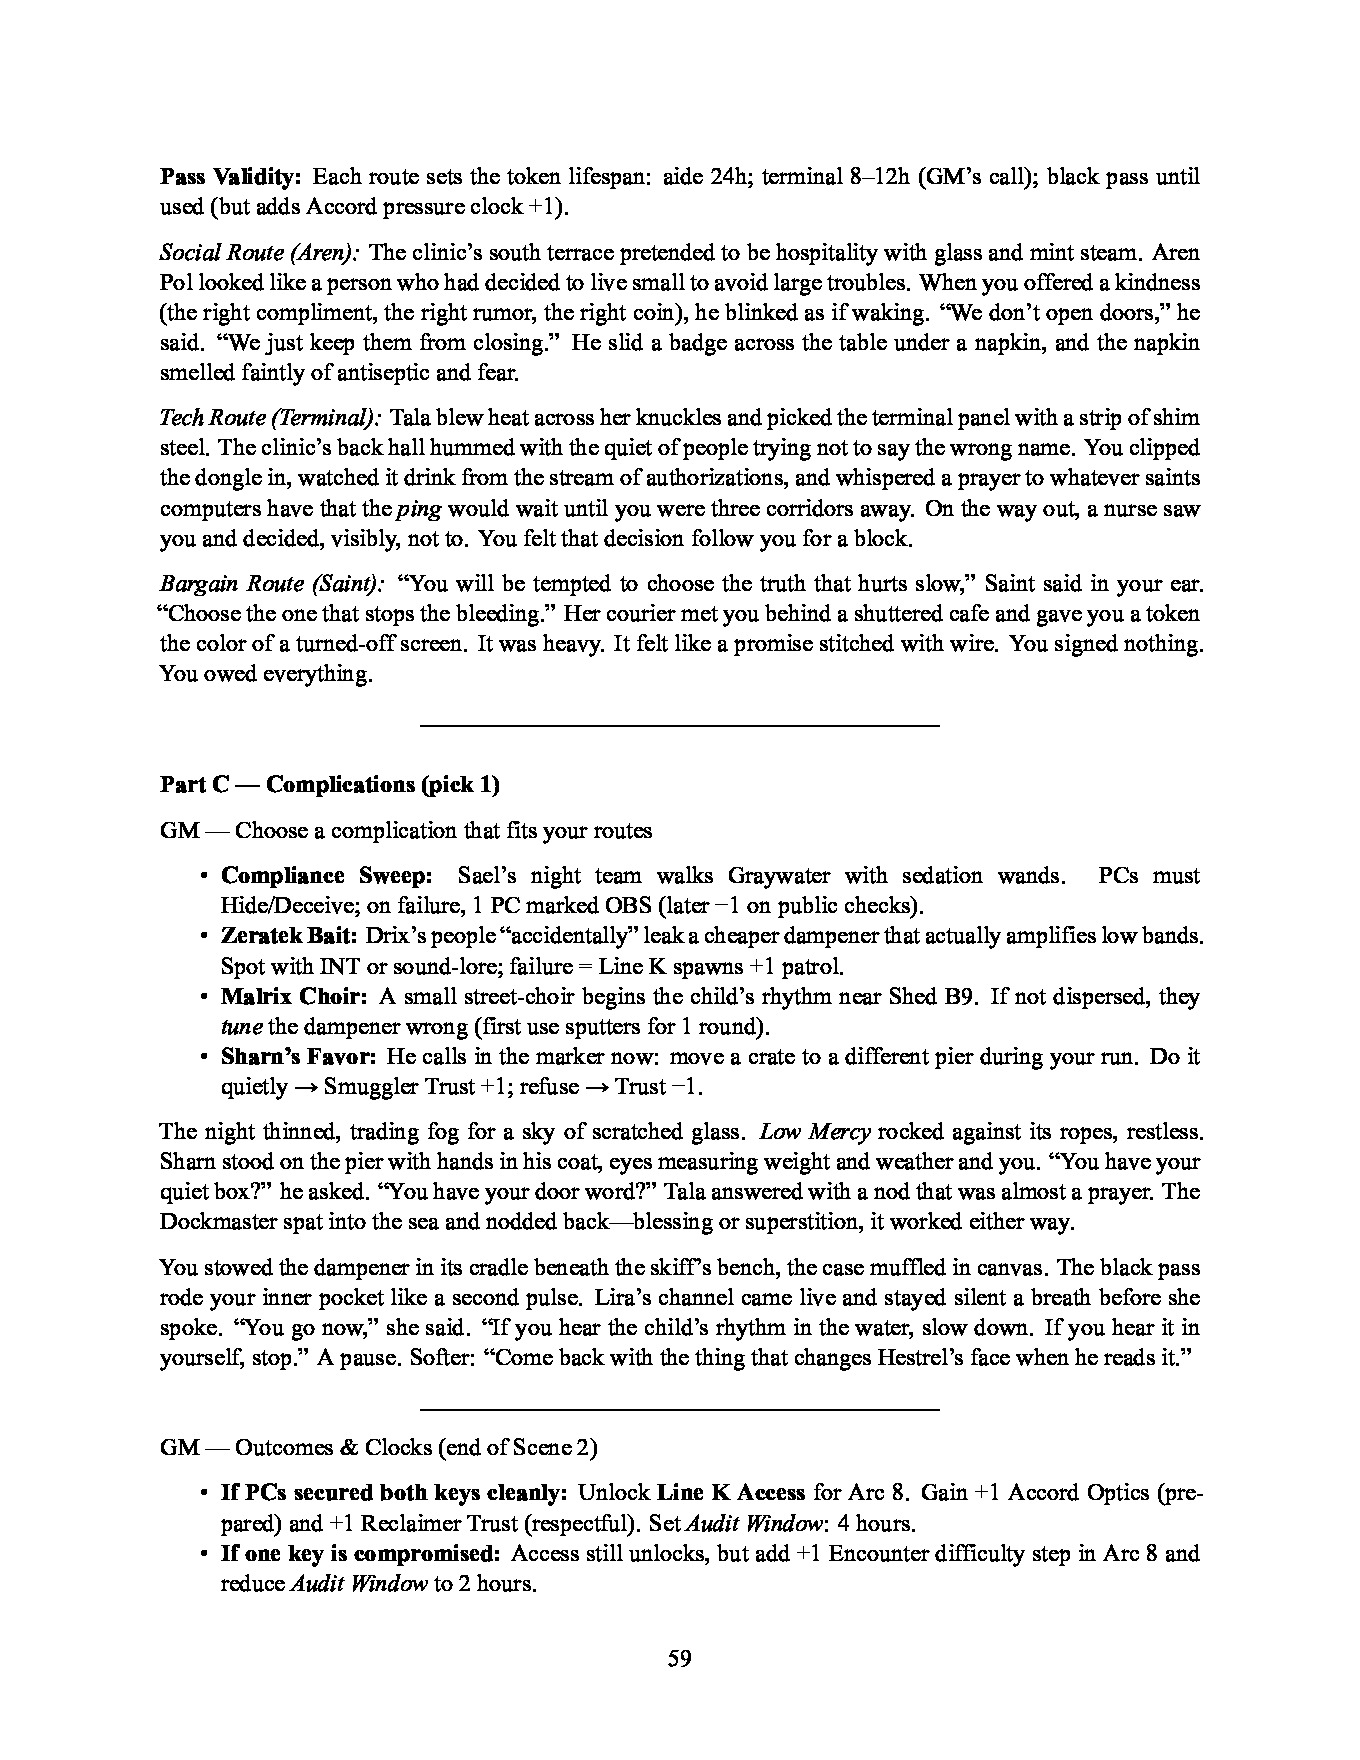 Pass Validity: Each route sets the token lifespan: aide 24h; terminal 8–12h (GM’s call); black pass until
used (but adds Accord pressure clock +1).
Social Route (Aren): The clinic’s south terrace pretended to be hospitality with glass and mint steam. Aren
Pol looked like a person who had decided to live small to avoid large troubles. When you offered a kindness
(the right compliment, the right rumor, the right coin), he blinked as if waking. “We don’t open doors,” he
said. “We just keep them from closing.” He slid a badge across the table under a napkin, and the napkin
smelled faintly of antiseptic and fear.
Tech Route (Terminal): Tala blew heat across her knuckles and picked the terminal panel with a strip of shim
steel. The clinic’s back hall hummed with the quiet of people trying not to say the wrong name. You clipped
the dongle in, watched it drink from the stream of authorizations, and whispered a prayer to whatever saints
computers have that the ping would wait until you were three corridors away. On the way out, a nurse saw
you and decided, visibly, not to. You felt that decision follow you for a block.
Bargain Route (Saint): “You will be tempted to choose the truth that hurts slow,” Saint said in your ear.
“Choose the one that stops the bleeding.” Her courier met you behind a shuttered cafe and gave you a token
the color of a turned-off screen. It was heavy. It felt like a promise stitched with wire. You signed nothing.
You owed everything.
Part C — Complications (pick 1)
GM — Choose a complication that fits your routes
• Compliance Sweep: Sael’s night team walks Graywater with sedation wands. PCs must
Hide/Deceive; on failure, 1 PC marked OBS (later −1 on public checks).
• Zeratek Bait: Drix’s people “accidentally” leak a cheaper dampener that actually amplifies low bands.
Spot with INT or sound-lore; failure = Line K spawns +1 patrol.
• Malrix Choir: A small street-choir begins the child’s rhythm near Shed B9. If not dispersed, they
tune the dampener wrong (first use sputters for 1 round).
• Sharn’s Favor: He calls in the marker now: move a crate to a different pier during your run. Do it
quietly → Smuggler Trust +1; refuse → Trust −1.
The night thinned, trading fog for a sky of scratched glass. Low Mercy rocked against its ropes, restless.
Sharn stood on the pier with hands in his coat, eyes measuring weight and weather and you. “You have your
quiet box?” he asked. “You have your door word?” Tala answered with a nod that was almost a prayer. The
Dockmaster spat into the sea and nodded back—blessing or superstition, it worked either way.
You stowed the dampener in its cradle beneath the skiff’s bench, the case muffled in canvas. The black pass
rode your inner pocket like a second pulse. Lira’s channel came live and stayed silent a breath before she
spoke. “You go now,” she said. “If you hear the child’s rhythm in the water, slow down. If you hear it in
yourself, stop.” A pause. Softer: “Come back with the thing that changes Hestrel’s face when he reads it.”
GM — Outcomes & Clocks (end of Scene 2)
• If PCs secured both keys cleanly: Unlock Line K Access for Arc 8. Gain +1 Accord Optics (pre-
pared) and +1 Reclaimer Trust (respectful). Set Audit Window: 4 hours.
• If one key is compromised: Access still unlocks, but add +1 Encounter difficulty step in Arc 8 and
reduce Audit Window to 2 hours.
59